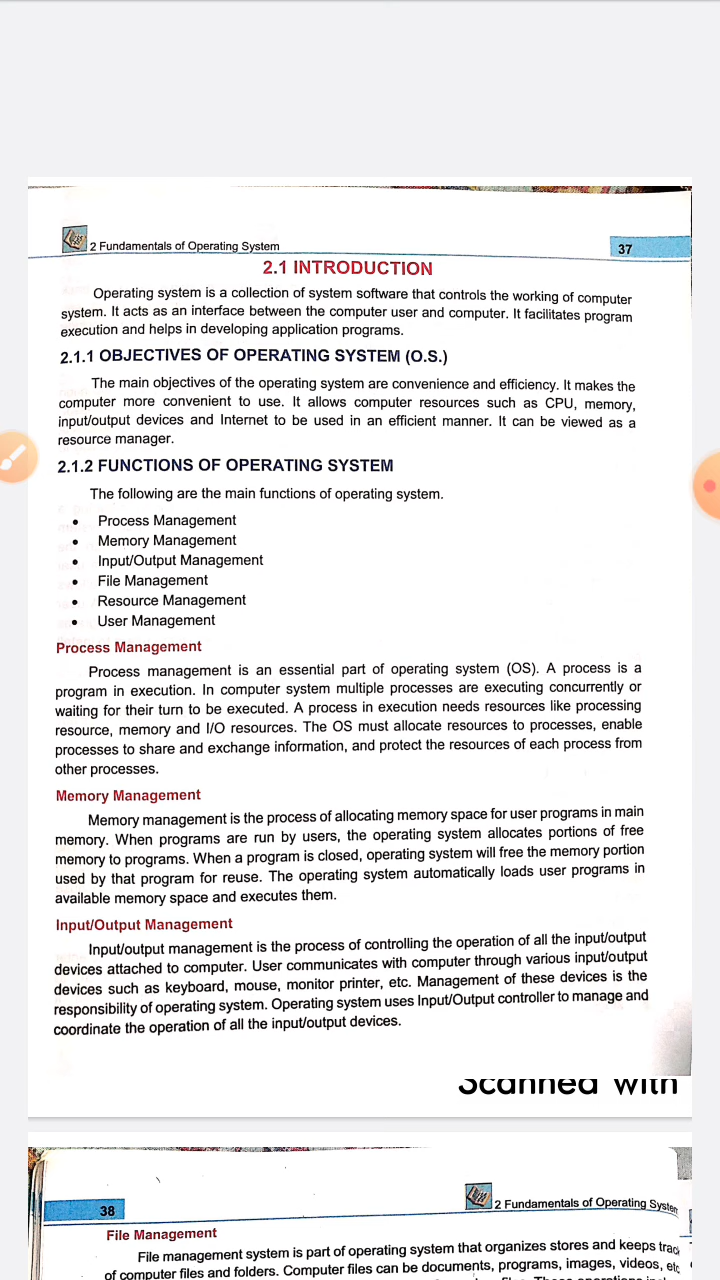 2 Fundamentals of Operating System
37
2.1 INTRODUCTION
Operating system is a collection of system software that controls the working of computer
system. It acts as an interface between the computer user and computer. It facilitates program
execution and helps in developing application programs.
2.1.1 OBJECTIVES OF OPERATING SYSTEM (O.S.)
The main objectives of the operating system are convenience and efficiency. It makes the
computer more convenient to use. It allows computer resources such as CPU, memory,
input/output devices and Internet to be used in an efficient manner. It can be viewed as a
resource manager.
2.1.2 FUNCTIONS OF OPERATING SYSTEM
The following are the main functions of operating system.
• Process Management
• Memory Management
• Input/Output Management
• File Management
• Resource Management
• User Management
Process Management
Process management is an essential part of operating system (OS). A process is a
program in execution. In computer system multiple processes are executing concurrently or
waiting for their turn to be executed. A process in execution needs resources like processing
resource, memory and I/O resources. The OS must allocate resources to processes, enable
processes to share and exchange information, and protect the resources of each process from
other processes.
Memory Management
Memory management is the process of allocating memory space for user programs in main
memory. When programs are run by users, the operating system allocates portions of free
memory to programs. When a program is closed, operating system will free the memory portion
used by that program for reuse. The operating system automatically loads user programs in
available memory space and executes them.
Input/Output Management
Input/output management is the process of controlling the operation of all the input/output
devices attached to computer. User communicates with computer through various input/output
devices such as keyboard, mouse, monitor printer, etc. Management of these devices is the
responsibility of operating system. Operating system uses Input/Output controller to manage and
coordinate the operation of all the input/output devices.
Scanned with
38
2 Fundamentals of Operating System
File Management
File management system is part of operating system that organizes stores and keeps track
of computer files and folders. Computer files can be documents, programs, images, videos, etc